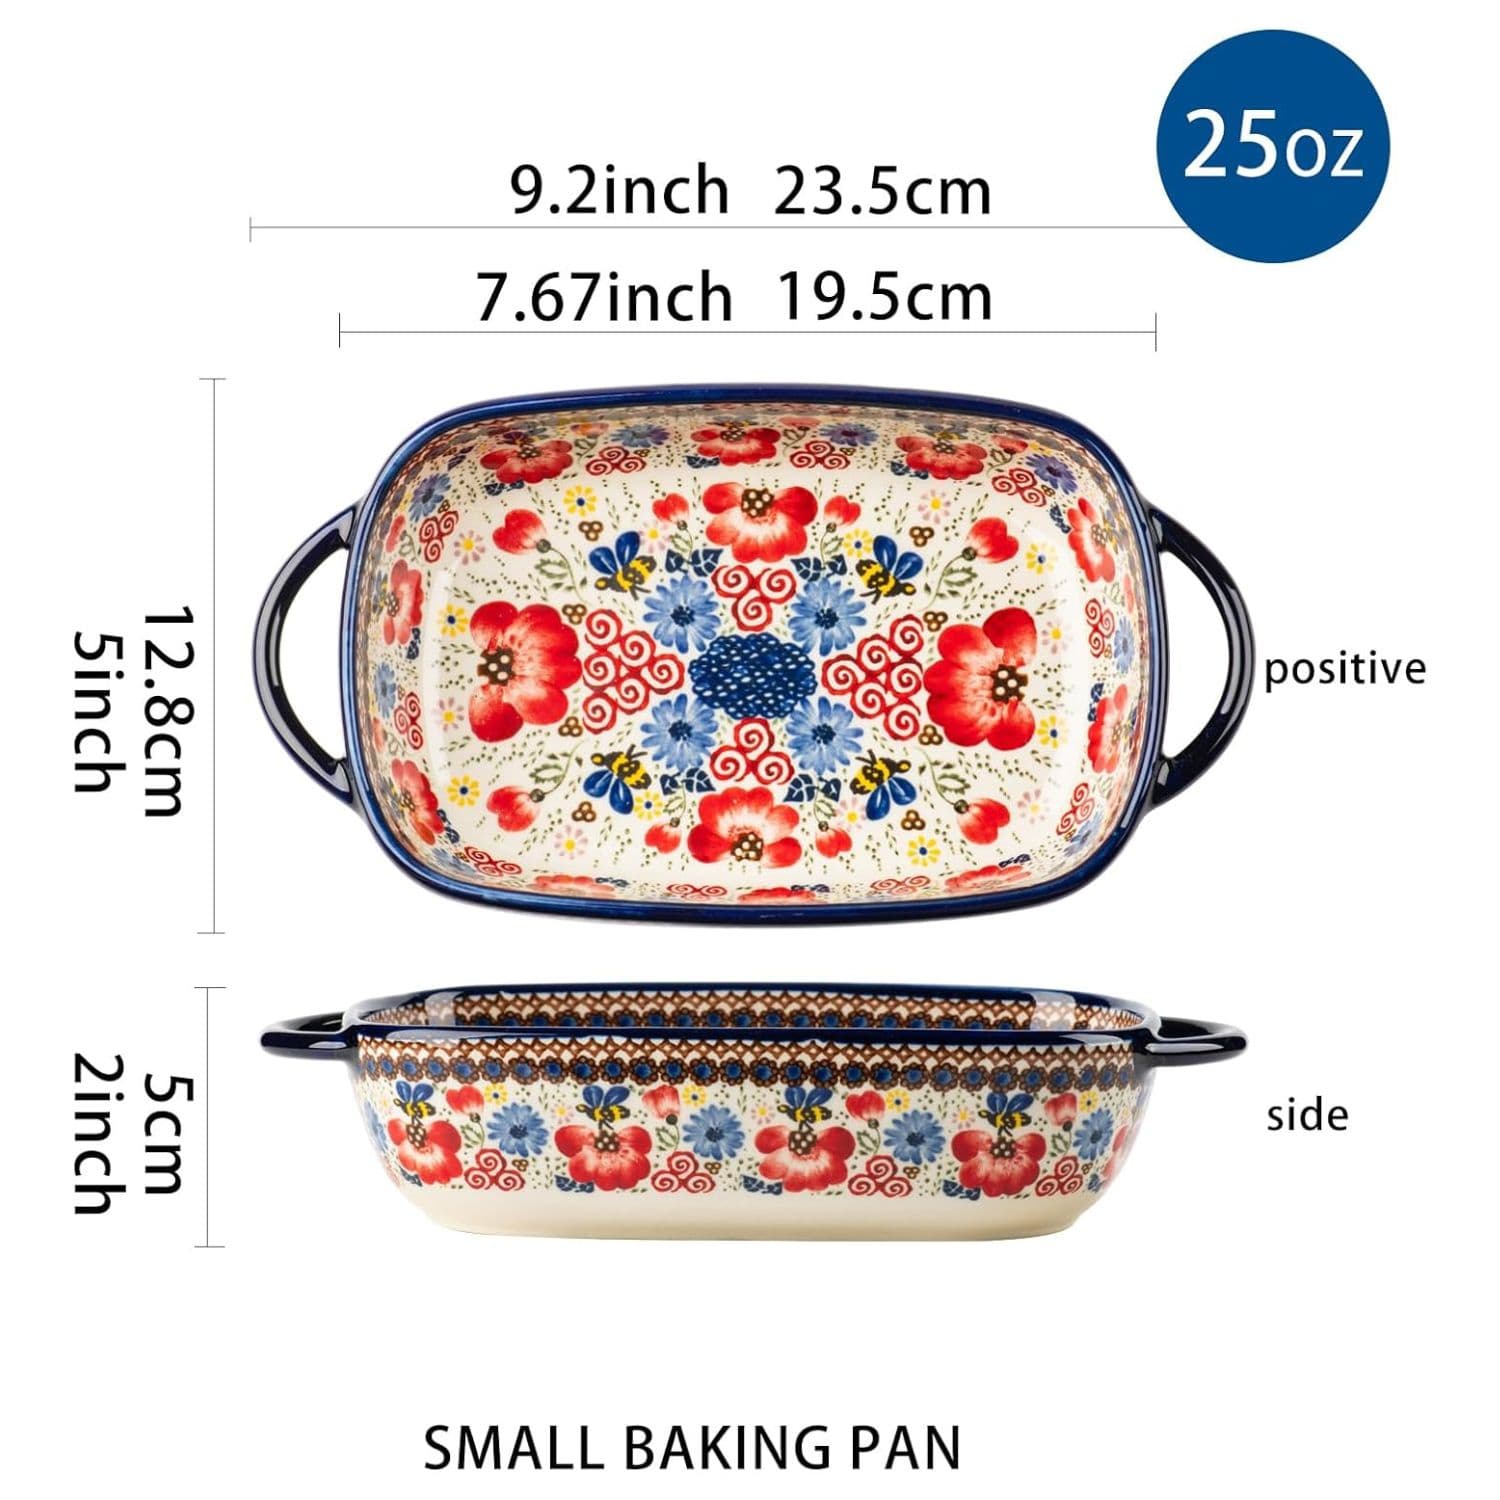 25oz
9.2inch 23.5cm
7.67inch 19.5cm
12.8cm
5inch
positive
5cm
2inch
side
SMALL BAKING PAN